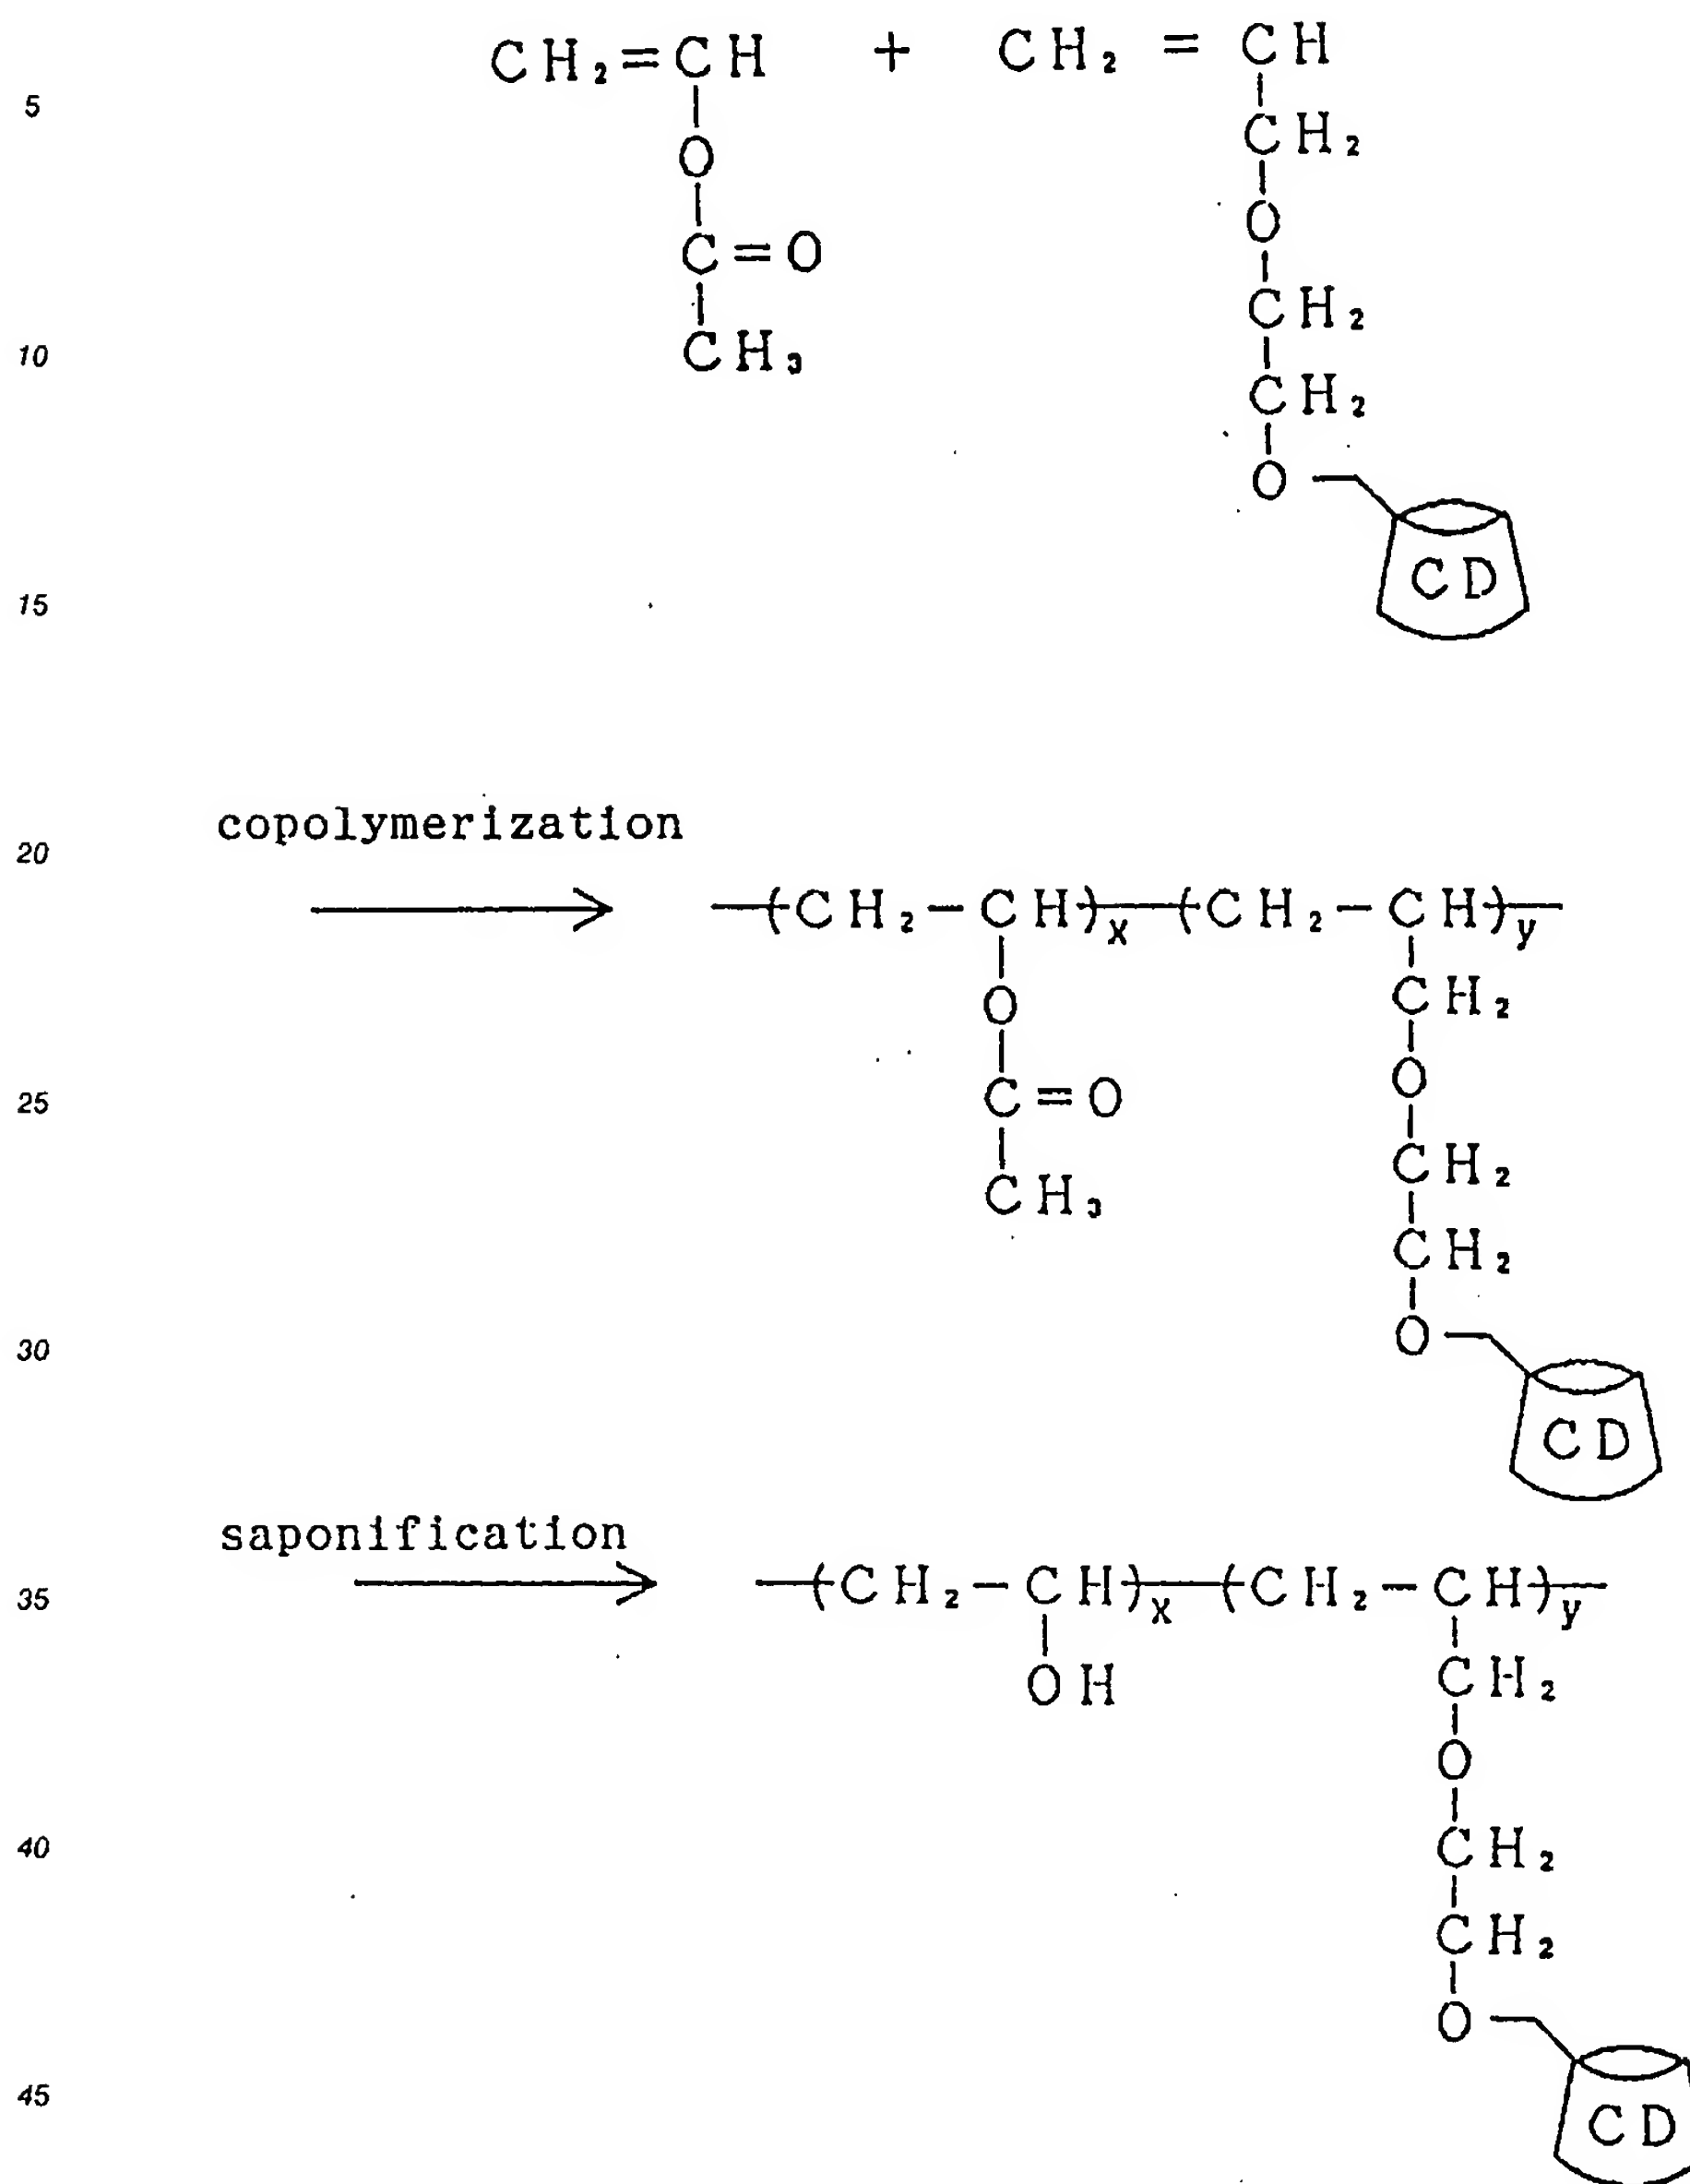 CH₂=CH + CH₂ = CH
5
CH₂
O
O
C=O
CH₂
10
CH₃
CH₂
O
CD
15
copolymerization
20
—(CH₂—CH)x—(CH₂—CH)y—
O
CH₂
O
25
C=O
CH₂
CH₃
CH₂
30
O
CD
saponification
35
—(CH₂—CH)x—(CH₂—CH)y—
OH
CH₂
O
40
CH₂
CH₂
O
45
CD